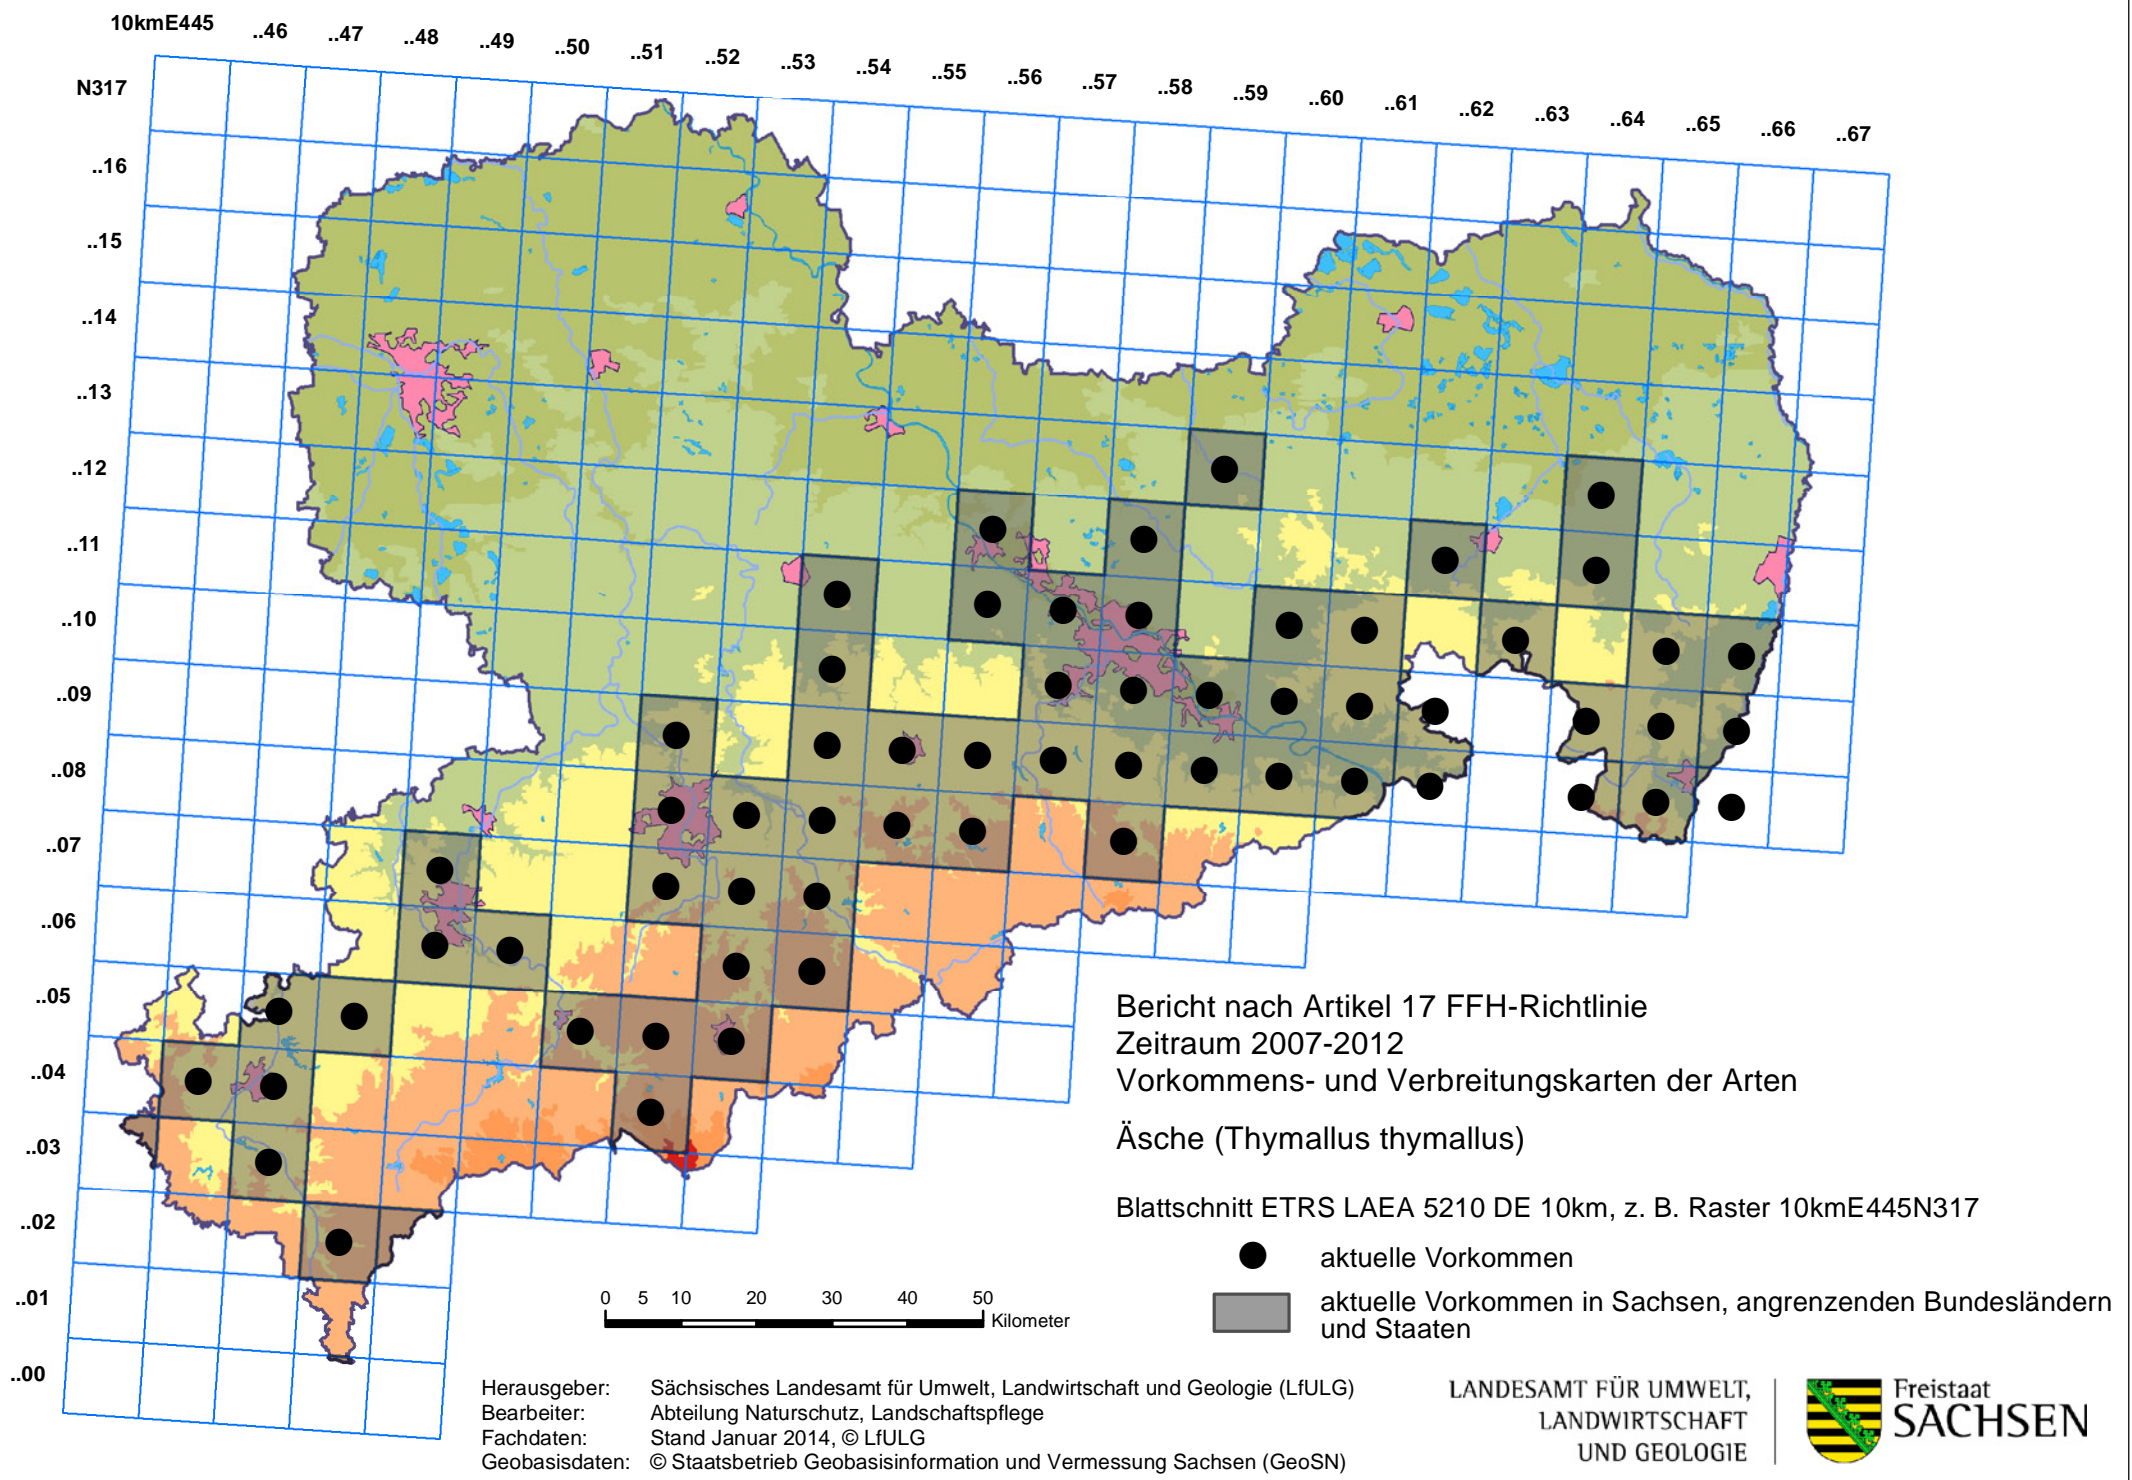 10kmE445 ..46 ..47 ..48 ..49 ..50 ..51 ..52 ..53 ..54 ..55 ..56 ..57 ..58 ..59 ..60 ..61 ..62 ..63 ..64 ..65 ..66 ..67
N317
..16
..15
..14
..13
..12
..11
..10
..09
..08
..07
..06
..05
..04
..03
..02
..01
..00
Bericht nach Artikel 17 FFH-Richtlinie
Zeitraum 2007-2012
Vorkommens- und Verbreitungskarten der Arten
Äsche (Thymallus thymallus)
Blattschnitt ETRS LAEA 5210 DE 10km, z. B. Raster 10kmE445N317
aktuelle Vorkommen
aktuelle Vorkommen in Sachsen, angrenzenden Bundesländern
und Staaten
0 5 10 20 30 40 50
Kilometer
Herausgeber: Sächsisches Landesamt für Umwelt, Landwirtschaft und Geologie (LfULG)
Bearbeiter: Abteilung Naturschutz, Landschaftspflege
Fachdaten: Stand Januar 2014, © LfULG
Geobasisdaten: © Staatsbetrieb Geobasisinformation und Vermessung Sachsen (GeoSN)
LANDESAMT FÜR UMWELT,
LANDWIRTSCHAFT
UND GEOLOGIE
Freistaat
SACHSEN